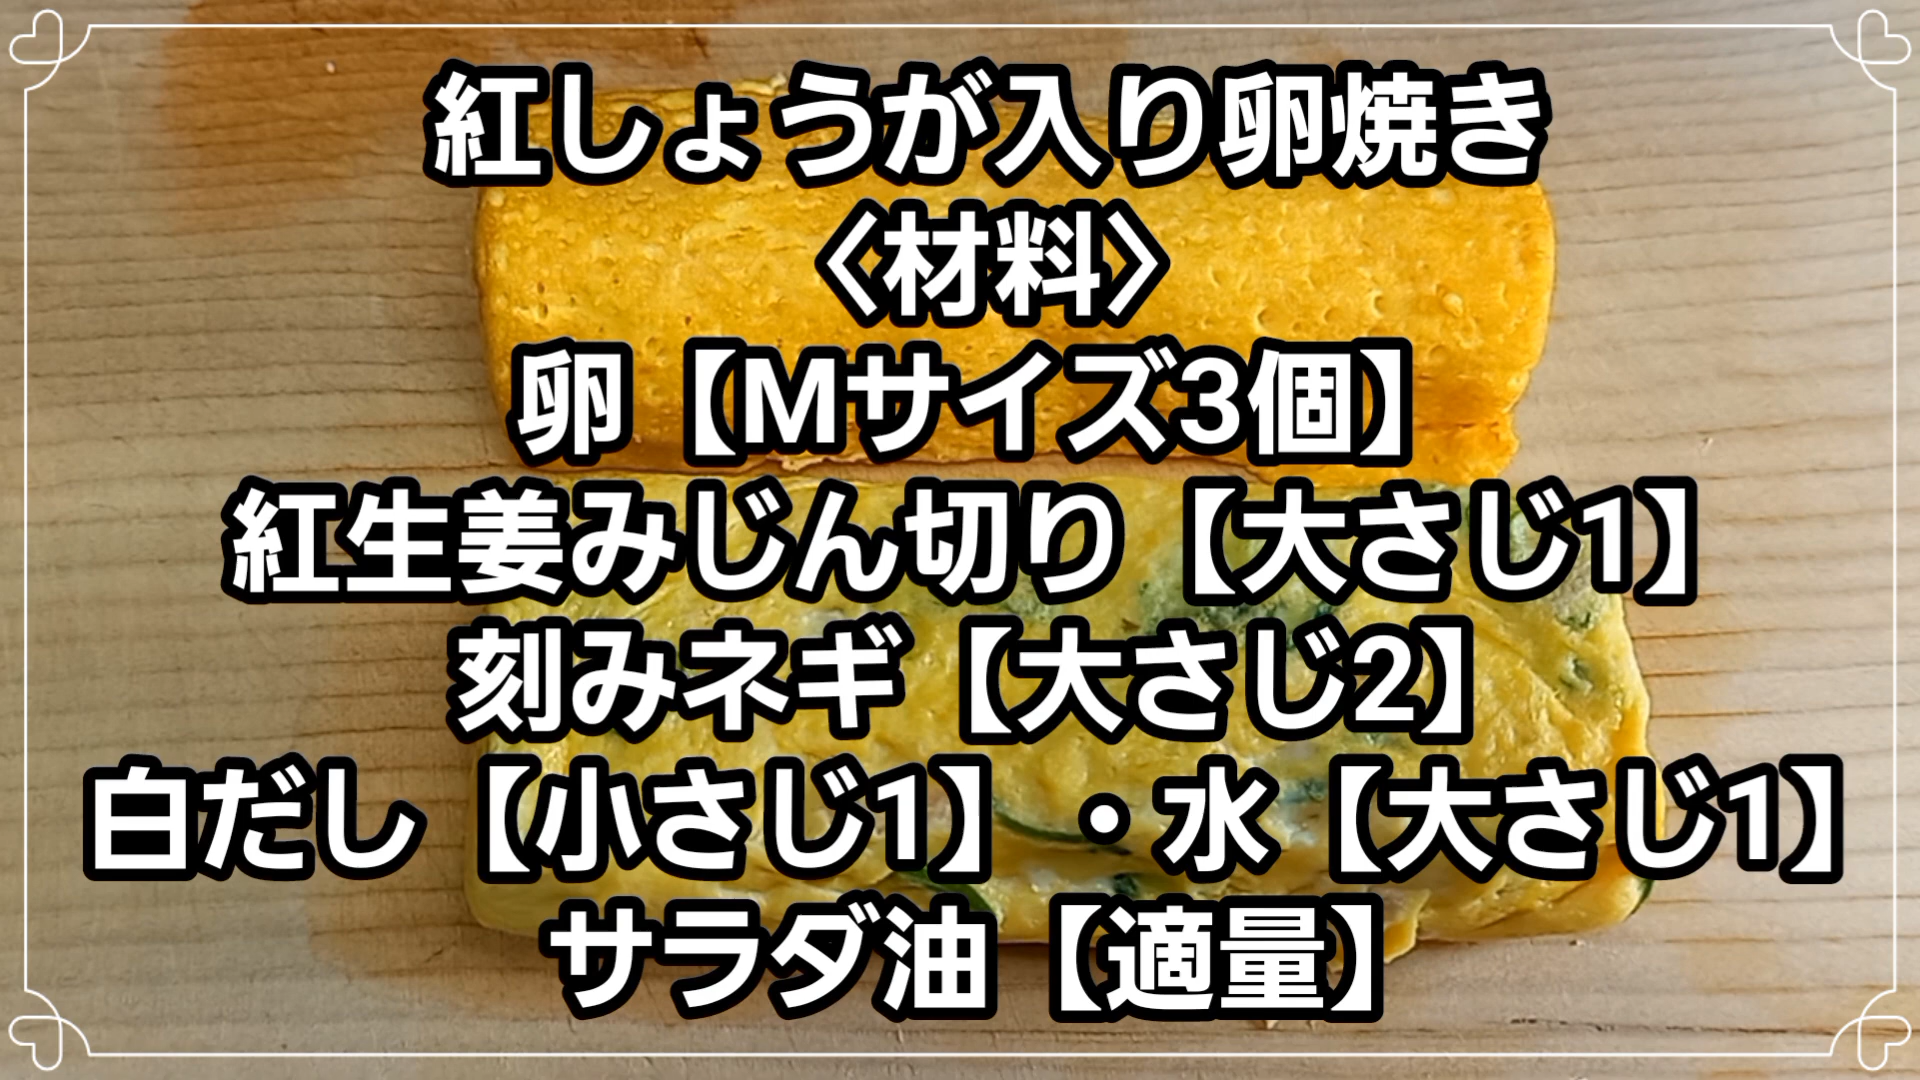 紅しょうが入り卵焼き
〈材料〉
卵【Mサイズ3個】
紅生姜みじん切り【大さじ1】
刻みネギ【大さじ2】
白だし【小さじ1】・水【大さじ1】
サラダ油【適量】